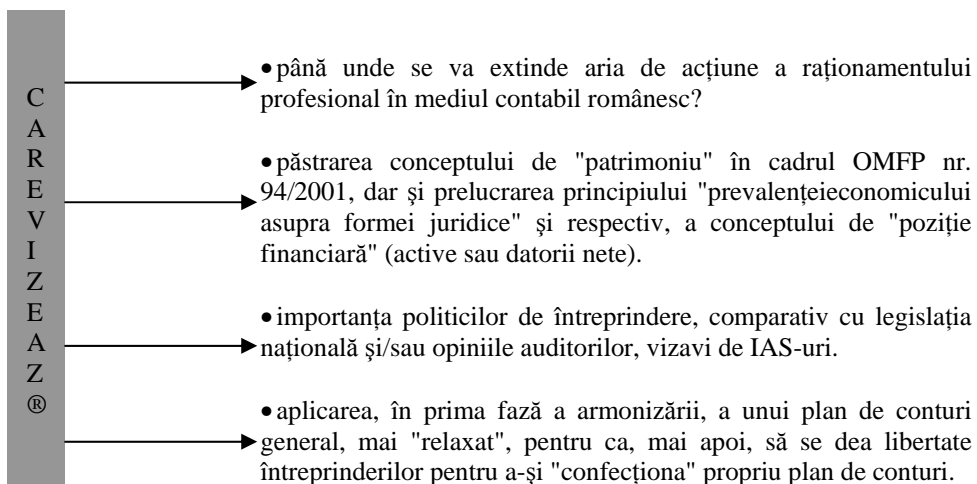 C
A
R
E
V
I
Z
E
A
Z
®
• până unde se va extinde aria de acțiune a raționamentului
profesional în mediul contabil românesc?
• păstrarea conceptului de "patrimoniu" în cadrul OMFP nr.
94/2001, dar şi prelucrarea principiului "prevalențeieconomicului
asupra formei juridice" şi respectiv, a conceptului de "poziție
financiară" (active sau datorii nete).
• importanța politicilor de întreprindere, comparativ cu legislația
națională şi/sau opiniile auditorilor, vizavi de IAS-uri.
• aplicarea, în prima fază a armonizării, a unui plan de conturi
general, mai "relaxat", pentru ca, mai apoi, să se dea libertate
întreprinderilor pentru a-şi "confecționa" propriu plan de conturi.